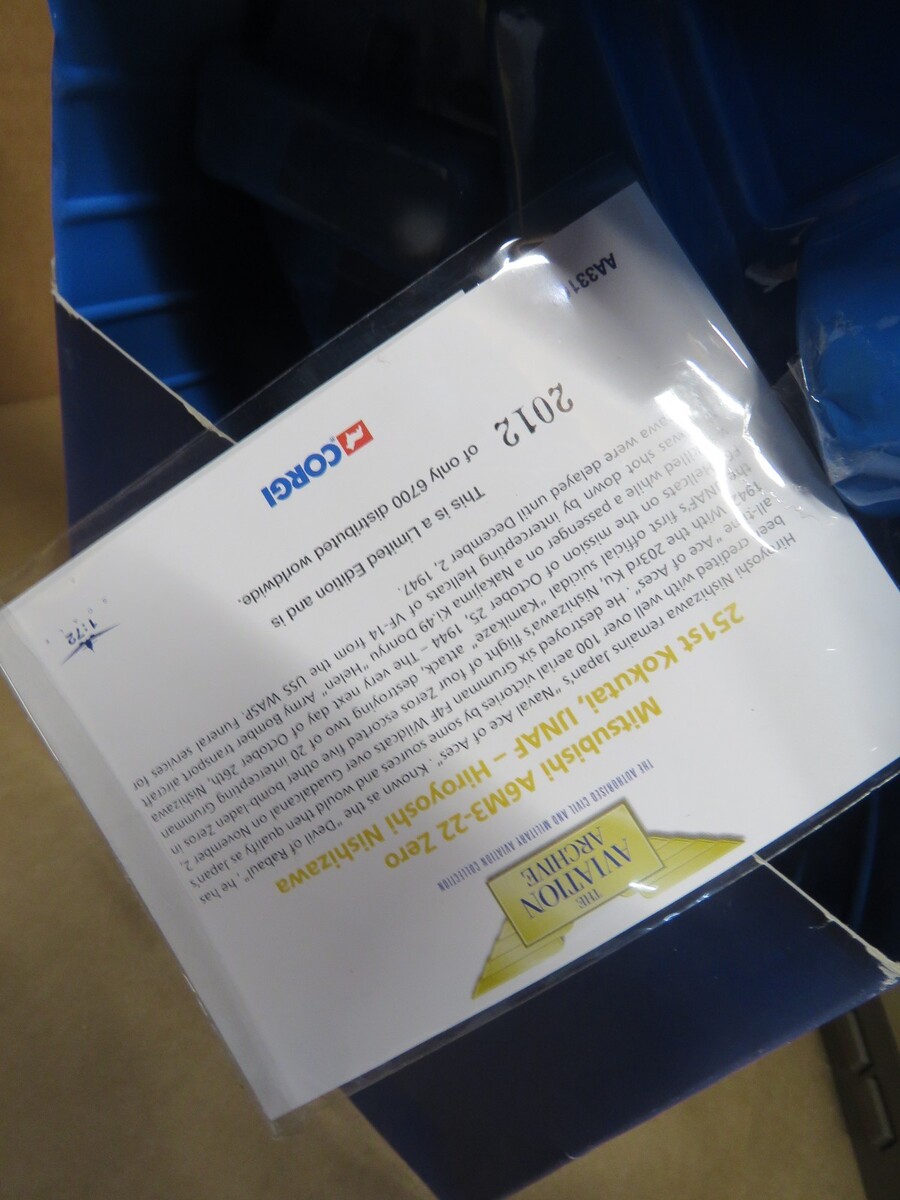 THE
AVIATION
ARCHIVE
THE AUTHORISED CIVIL AND MILITARY AVIATION COLLECTION
Mitsubishi A6M3-22 Zero
251st Kokutai, IJNAF – Hiroyoshi Nishizawa
Hiroyoshi Nishizawa remains Japan's "Naval Ace of Aces". Known as the "Devil of Rabaul", he has
been credited with well over 100 aerial victories by some sources and would then qualify as Japan's
all-time "Ace of Aces". He destroyed six Grumman F4F Wildcats over Guadalcanal on November 2,
1942. With the 203rd Ku, Nishizawa's flight of four Zeros escorted five other bomb-laden Zeros in
the IJNAF's first official suicidal "Kamikaze" attack, destroying two of 20 intercepting Grumman
Hellcats on the mission of October 25, 1944 – The very next day of October 26th, Nishizawa
was killed while a passenger on a Nakajima Ki.49 Donryu "Helen" Army Bomber transport aircraft
was shot down by intercepting Hellcats of VF-14 from the USS WASP. Funeral services for
were delayed until December 2, 1947.
This is a Limited Edition and is
2012 of only 6700 distributed worldwide.
1:72
CORGI